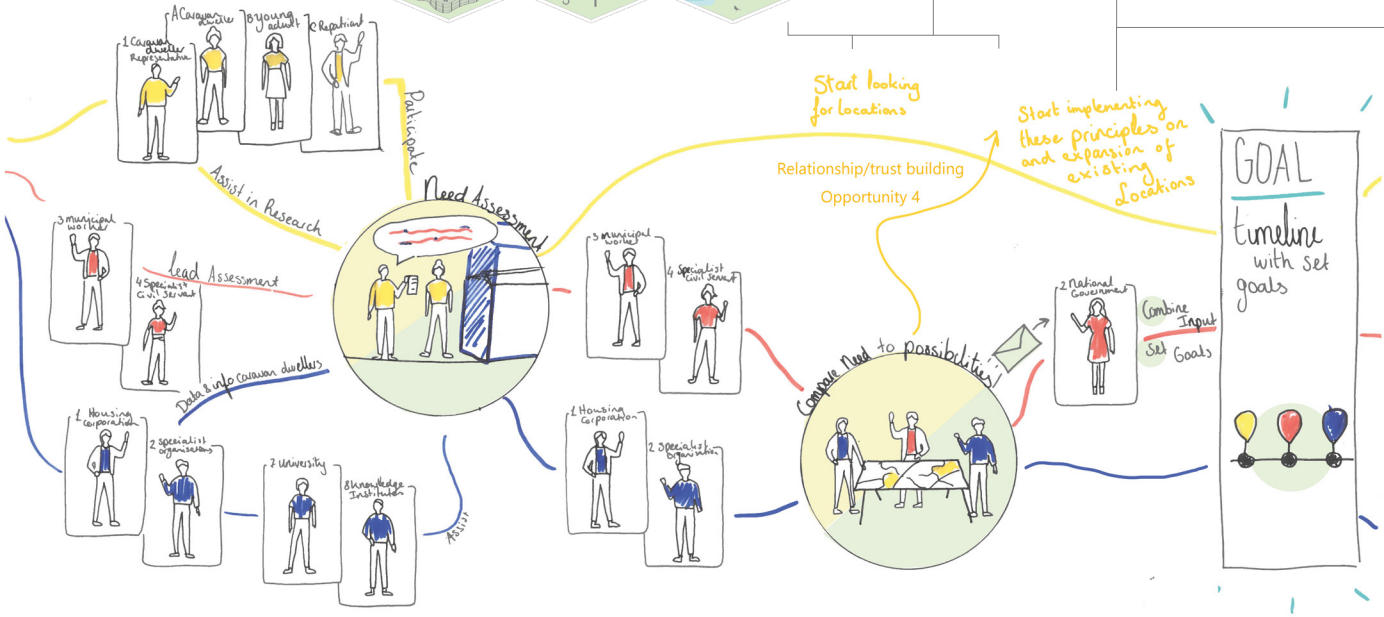 A Caravan
dweller
B Young
adult
C Repatriant
1 Caravan
dweller
Representative
Participate
Assist in Research
Need Assessment
3 municipal
worker
Lead Assessment
4 Specialist
Civil Servant
Data & info caravan dwellers
1 Housing
Corporation
2 specialist
organisations
7 University
8 Knowledge
Instituten
Assist
Start looking
for locations
Relationship/trust building
Opportunity 4
Start implementing
these principles on
and expansion of
existing
Locations
3 municipal
worker
4 Specialist
Civil Servant
1 Housing
Corporation
2 Specialist
organisation
Compare Need to possibilities
2 National
Government
Combine
Input
Set Goals
GOAL
timeline
with set
goals